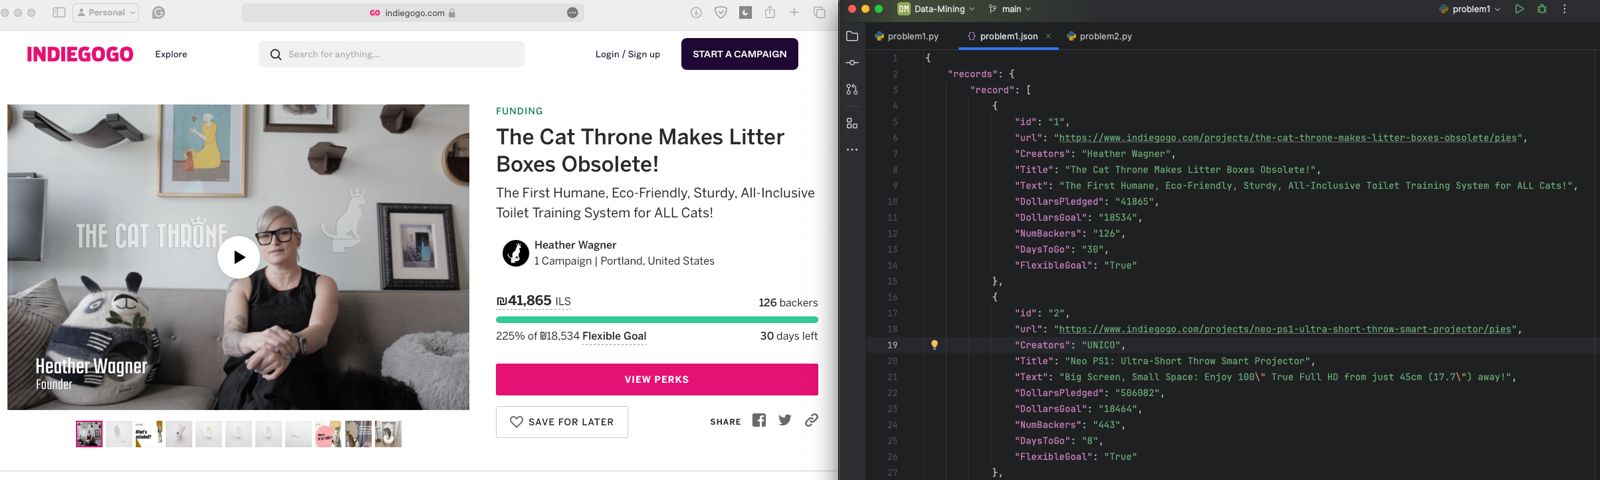 Personal
GO indiegogo.com
INDIEGOGO
Explore
Search for anything...
Login / Sign up
START A CAMPAIGN
THE CAT THRONE
Heather Wagner
Founder
FUNDING
The Cat Throne Makes Litter
Boxes Obsolete!
The First Humane, Eco-Friendly, Sturdy, All-Inclusive
Toilet Training System for ALL Cats!
Heather Wagner
1 Campaign | Portland, United States
₪41,865 ILS
126 backers
225% of ₪18,534 Flexible Goal
30 days left
VIEW PERKS
SAVE FOR LATER
SHARE
DM Data-Mining
main
problem1
problem1.py
{} problem1.json ×
problem2.py
1 {
2 "records": {
3 "record": [
4 {
5 "id": "1",
6 "url": "https://www.indiegogo.com/projects/the-cat-throne-makes-litter-boxes-obsolete/pies",
7 "Creators": "Heather Wagner",
8 "Title": "The Cat Throne Makes Litter Boxes Obsolete!",
9 "Text": "The First Humane, Eco-Friendly, Sturdy, All-Inclusive Toilet Training System for ALL Cats!",
10 "DollarsPledged": "41865",
11 "DollarsGoal": "18534",
12 "NumBackers": "126",
13 "DaysToGo": "30",
14 "FlexibleGoal": "True"
15 },
16 {
17 "id": "2",
18 "url": "https://www.indiegogo.com/projects/neo-ps1-ultra-short-throw-smart-projector/pies",
19 "Creators": "UNICO",
20 "Title": "Neo PS1: Ultra-Short Throw Smart Projector",
21 "Text": "Big Screen, Small Space: Enjoy 100\" True Full HD from just 45cm (17.7\") away!",
22 "DollarsPledged": "506082",
23 "DollarsGoal": "18464",
24 "NumBackers": "443",
25 "DaysToGo": "8",
26 "FlexibleGoal": "True"
27 },